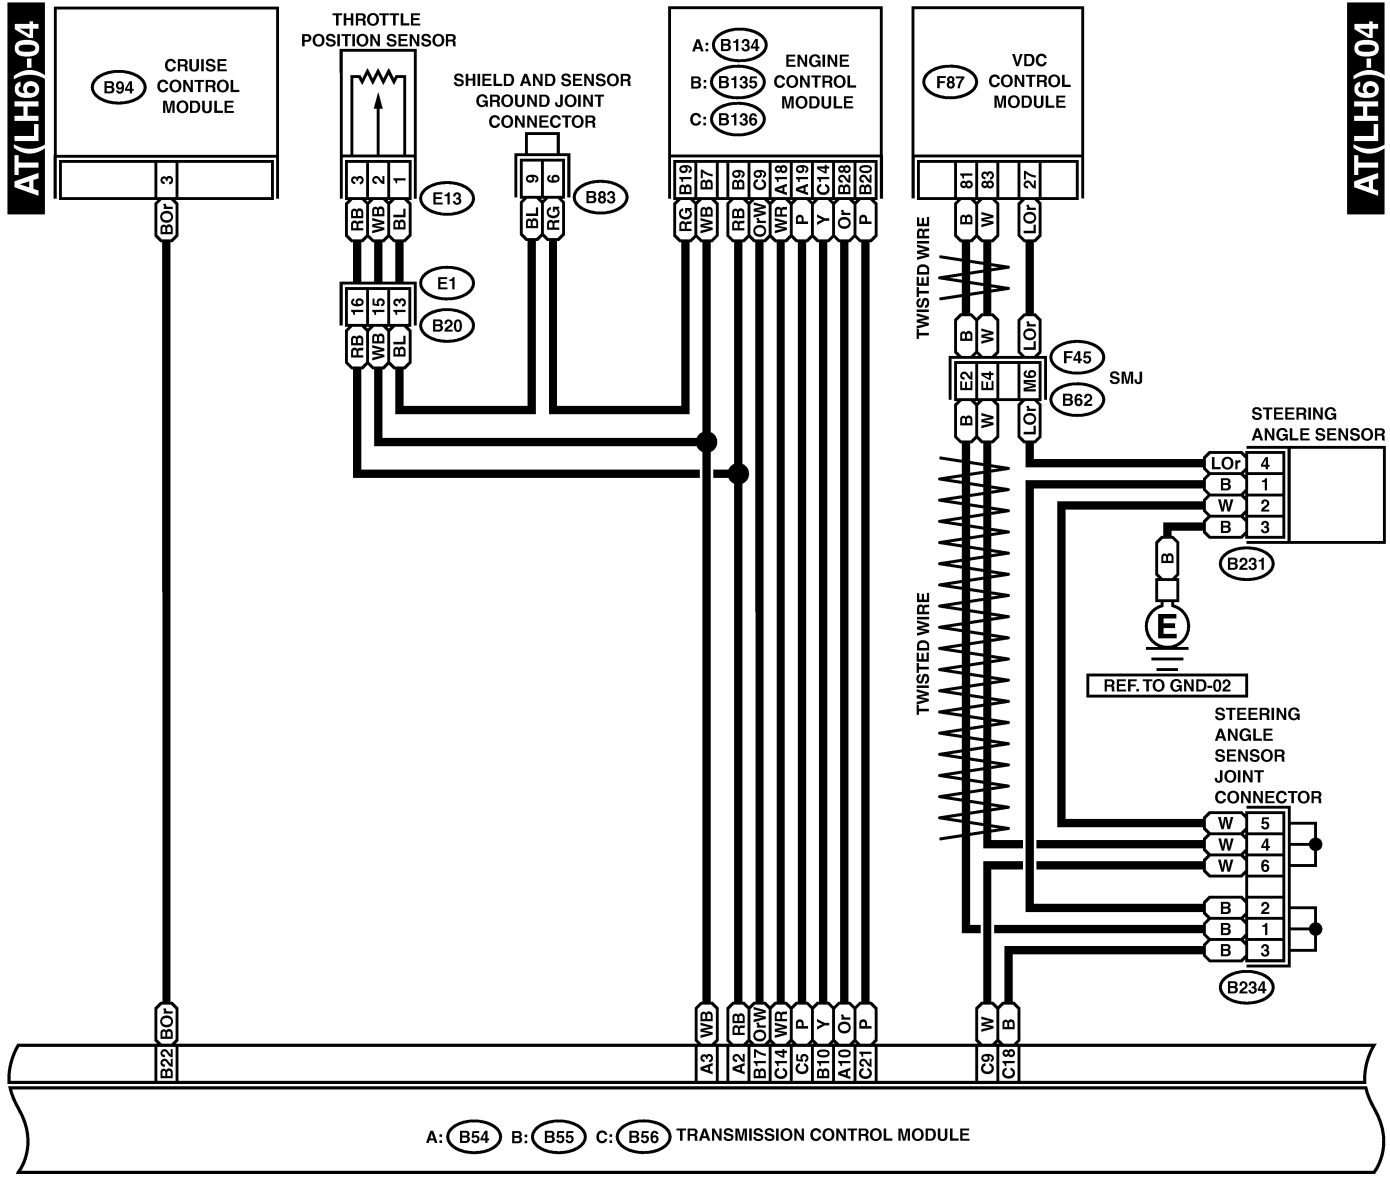 AT(LH6)-04
AT(LH6)-04
CRUISE
CONTROL
MODULE
B94
3
BOr
THROTTLE
POSITION SENSOR
3 2 1
E13
RB WB BL
E1
16 15 13
B20
RB WB BL
SHIELD AND SENSOR
GROUND JOINT
CONNECTOR
9 6
B83
BL RG
A: B134
B: B135
C: B136
ENGINE
CONTROL
MODULE
B19 B7 B9 C9 A18 A19 C14 B28 B20
RG WB RB OrW WR P Y Or P
F87
VDC
CONTROL
MODULE
81 83 27
B W LOr
TWISTED WIRE
B W LOr
F45
E2 E4 M6
SMJ
B62
B W LOr
TWISTED WIRE
STEERING
ANGLE SENSOR
LOr 4
B 1
W 2
B 3
B231
B
E
REF. TO GND-02
STEERING
ANGLE
SENSOR
JOINT
CONNECTOR
W 5
W 4
W 6
B 2
B 1
B 3
B234
BOr WB RB OrW WR P Y Or P W B
B22 A3 A2 B17 C14 C5 B10 A10 C21 C9 C18
A: B54 B: B55 C: B56 TRANSMISSION CONTROL MODULE